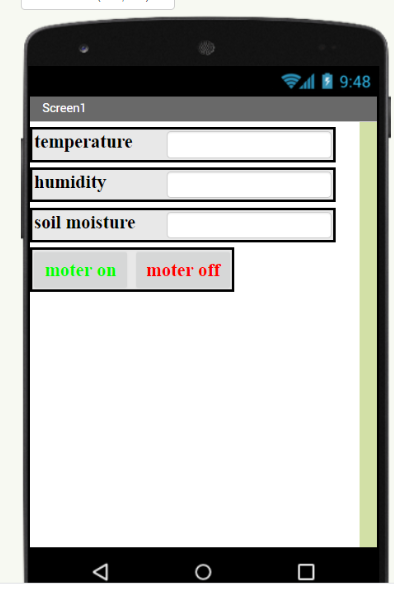 9:48
Screen1
temperature
humidity
soil moisture
moter on moter off